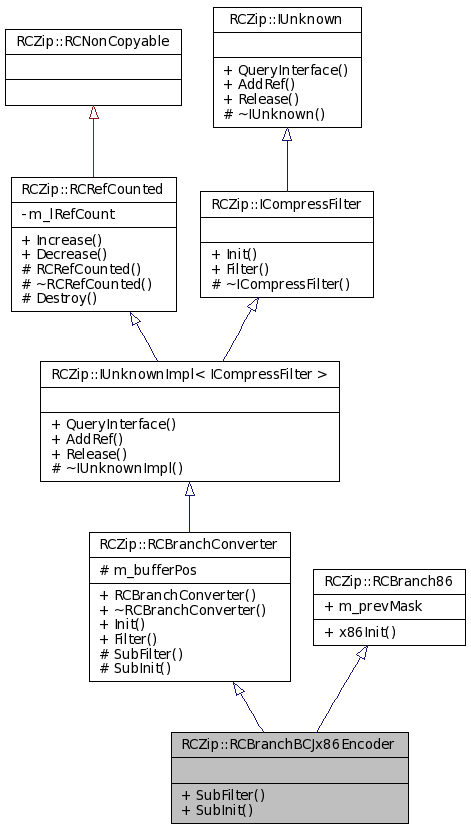 RCZip::IUnknown
+ QueryInterface()
+ AddRef()
+ Release()
# ~IUnknown()
RCZip::RCNonCopyable
RCZip::RCRefCounted
- m_lRefCount
+ Increase()
+ Decrease()
# RCRefCounted()
# ~RCRefCounted()
# Destroy()
RCZip::ICompressFilter
+ Init()
+ Filter()
# ~ICompressFilter()
RCZip::IUnknownImpl< ICompressFilter >
+ QueryInterface()
+ AddRef()
+ Release()
# ~IUnknownImpl()
RCZip::RCBranchConverter
# m_bufferPos
+ RCBranchConverter()
+ ~RCBranchConverter()
+ Init()
+ Filter()
# SubFilter()
# SubInit()
RCZip::RCBranch86
+ m_prevMask
+ x86Init()
RCZip::RCBranchBCJx86Encoder
+ SubFilter()
+ SubInit()